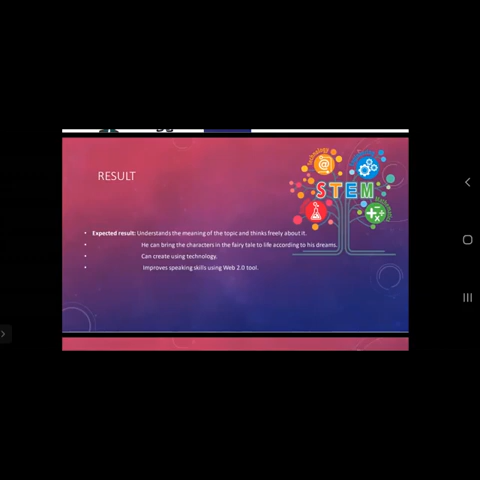 RESULT
STEM
• Expected result: Understands the meaning of the topic and thinks freely about it.
• He can bring the characters in the fairy tale to life according to his dreams.
• Can create using technology.
• Improves speaking skills using Web 2.0 tool.